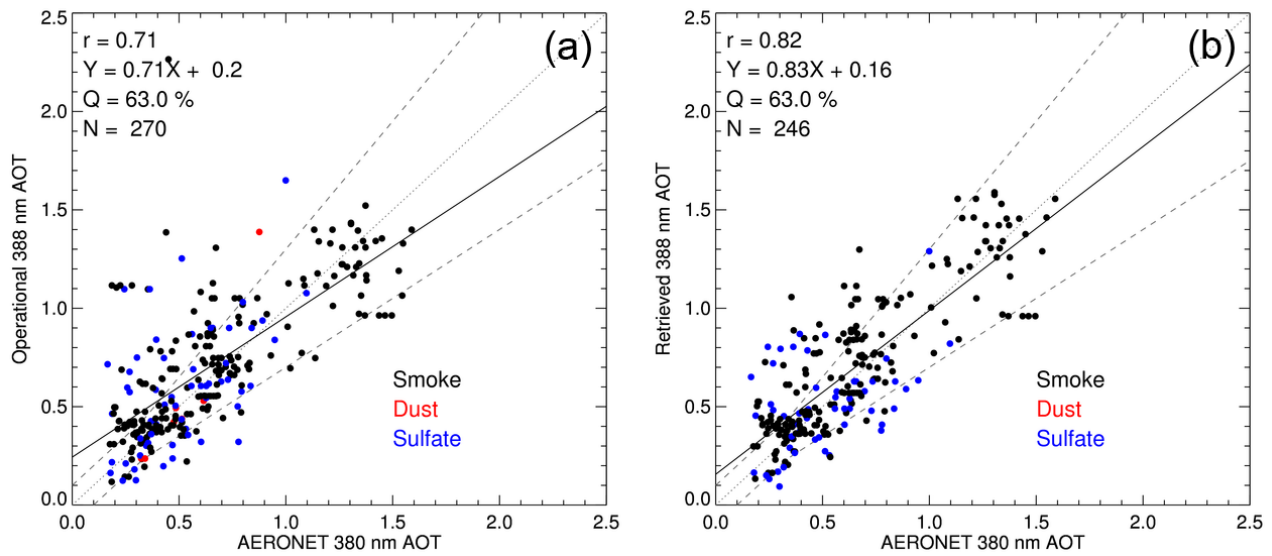 2.5
2.0
1.5
1.0
0.5
0.0
Operational 388 nm AOT
r = 0.71
Y = 0.71X + 0.2
Q = 63.0 %
N = 270
(a)
Smoke
Dust
Sulfate
0.0 0.5 1.0 1.5 2.0 2.5
AERONET 380 nm AOT
2.5
2.0
1.5
1.0
0.5
0.0
Retrieved 388 nm AOT
r = 0.82
Y = 0.83X + 0.16
Q = 63.0 %
N = 246
(b)
Smoke
Dust
Sulfate
0.0 0.5 1.0 1.5 2.0 2.5
AERONET 380 nm AOT